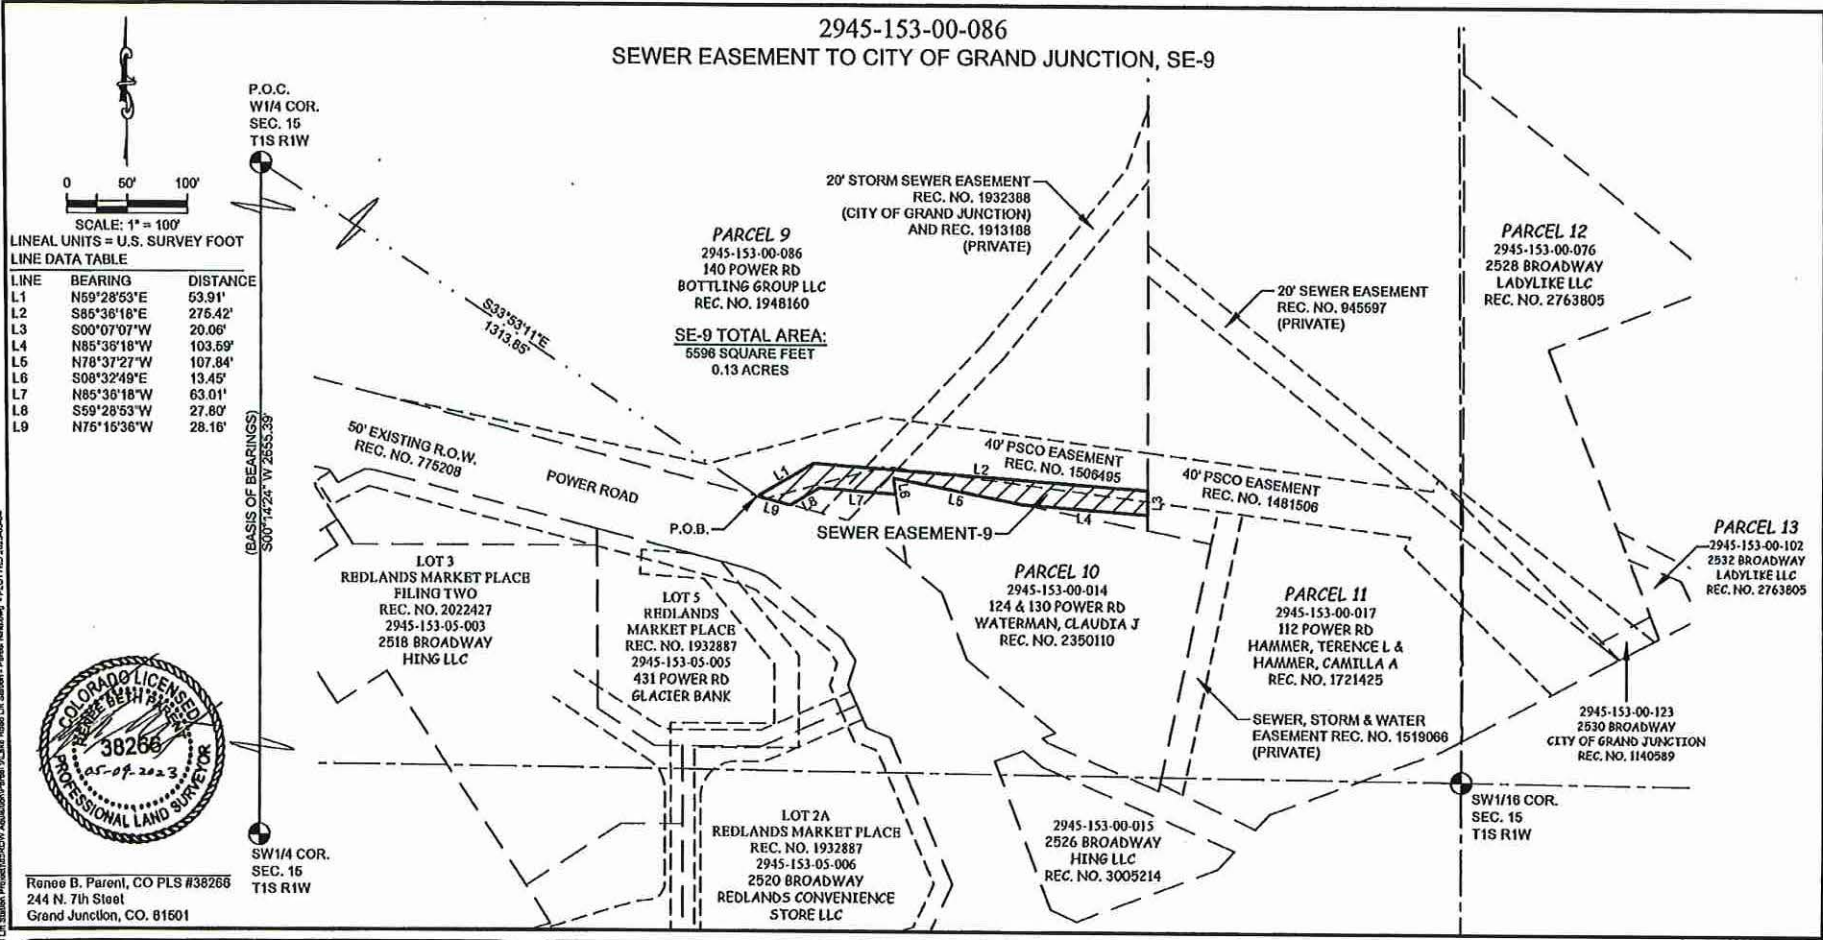 2945-153-00-086
SEWER EASEMENT TO CITY OF GRAND JUNCTION, SE-9
P.O.C.
W1/4 COR.
SEC. 15
T1S R1W
0 50' 100'
SCALE: 1" = 100'
LINEAL UNITS = U.S. SURVEY FOOT
LINE DATA TABLE
LINE BEARING DISTANCE
L1 N59°28'53"E 53.91'
L2 S85°36'18"E 275.42'
L3 S00°07'07"W 20.06'
L4 N85°36'18"W 103.59'
L5 N78°37'27"W 107.84'
L6 S08°32'49"E 13.45'
L7 N85°36'18"W 63.01'
L8 S59°28'53"W 27.80'
L9 N75°15'36"W 28.16'
(BASIS OF BEARINGS)
S00°14'24" W 2655.39'
S33°53'11"E
1313.85'
PARCEL 9
2945-153-00-086
140 POWER RD
BOTTLING GROUP LLC
REC. NO. 1948160
SE-9 TOTAL AREA:
5596 SQUARE FEET
0.13 ACRES
20' STORM SEWER EASEMENT
REC. NO. 1932388
(CITY OF GRAND JUNCTION)
AND REC. 1913188
(PRIVATE)
20' SEWER EASEMENT
REC. NO. 945597
(PRIVATE)
PARCEL 12
2945-153-00-076
2528 BROADWAY
LADYLIKE LLC
REC. NO. 2763805
50' EXISTING R.O.W.
REC. NO. 775208
POWER ROAD
P.O.B.
L1
L2
L3
L4
L5
L6
L7
L8
L9
40' PSCO EASEMENT
REC. NO. 1506495
40' PSCO EASEMENT
REC. NO. 1481506
SEWER EASEMENT-9
LOT 3
REDLANDS MARKET PLACE
FILING TWO
REC. NO. 2022427
2945-153-05-003
2518 BROADWAY
HING LLC
LOT 5
REDLANDS
MARKET PLACE
REC. NO. 1932887
2945-153-05-005
431 POWER RD
GLACIER BANK
PARCEL 10
2945-153-00-014
124 & 130 POWER RD
WATERMAN, CLAUDIA J
REC. NO. 2350110
PARCEL 11
2945-153-00-017
112 POWER RD
HAMMER, TERENCE L &
HAMMER, CAMILLA A
REC. NO. 1721425
PARCEL 13
2945-153-00-102
2532 BROADWAY
LADYLIKE LLC
REC. NO. 2763805
2945-153-00-123
2530 BROADWAY
CITY OF GRAND JUNCTION
REC. NO. 1140589
SEWER, STORM & WATER
EASEMENT REC. NO. 1519066
(PRIVATE)
LOT 2A
REDLANDS MARKET PLACE
REC. NO. 1932887
2945-153-05-006
2520 BROADWAY
REDLANDS CONVENIENCE
STORE LLC
2945-153-00-015
2526 BROADWAY
HING LLC
REC. NO. 3005214
SW1/16 COR.
SEC. 15
T1S R1W
COLORADO LICENSED
RENEE BETH PARENT
38266
05-09-2023
PROFESSIONAL LAND SURVEYOR
SW1/4 COR.
SEC. 15
T1S R1W
Renee B. Parent, CO PLS #38266
244 N. 7th Steet
Grand Junction, CO. 81501